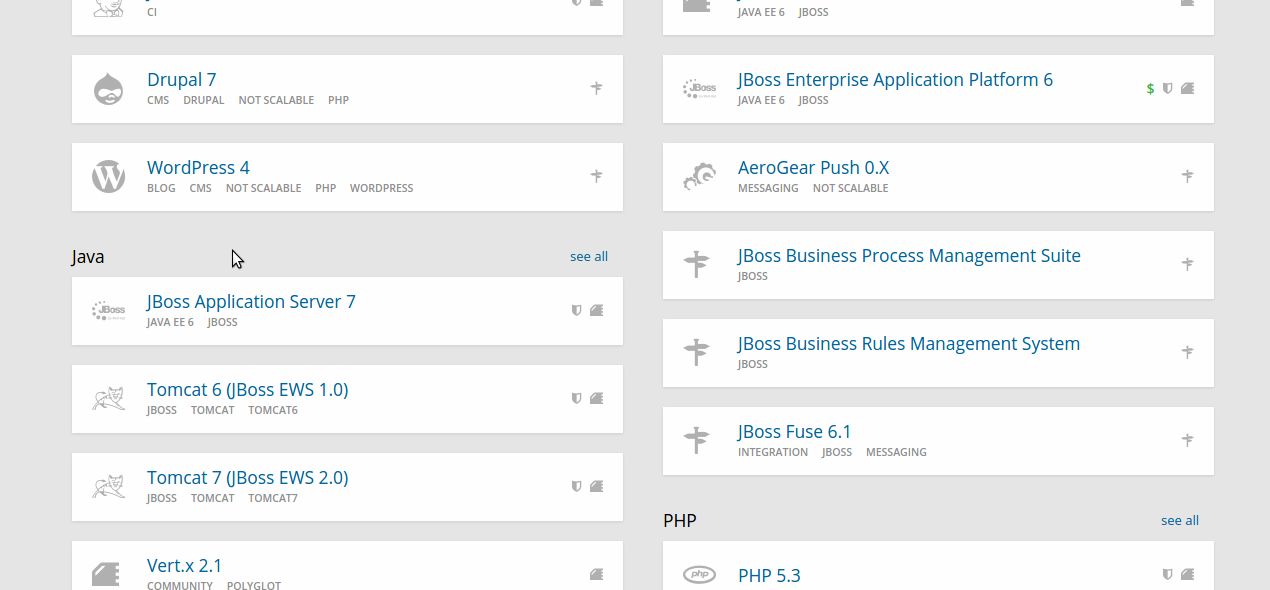 CI
Drupal 7
CMS DRUPAL NOT SCALABLE PHP
WordPress 4
BLOG CMS NOT SCALABLE PHP WORDPRESS
Java see all
JBoss Application Server 7
JAVA EE 6 JBOSS
Tomcat 6 (JBoss EWS 1.0)
JBOSS TOMCAT TOMCAT6
Tomcat 7 (JBoss EWS 2.0)
JBOSS TOMCAT TOMCAT7
Vert.x 2.1
COMMUNITY POLYGLOT
JAVA EE 6 JBOSS
JBoss
JBoss Enterprise Application Platform 6
$
JAVA EE 6 JBOSS
AeroGear Push 0.X
MESSAGING NOT SCALABLE
JBoss Business Process Management Suite
JBOSS
JBoss Business Rules Management System
JBOSS
JBoss Fuse 6.1
INTEGRATION JBOSS MESSAGING
PHP see all
php
PHP 5.3